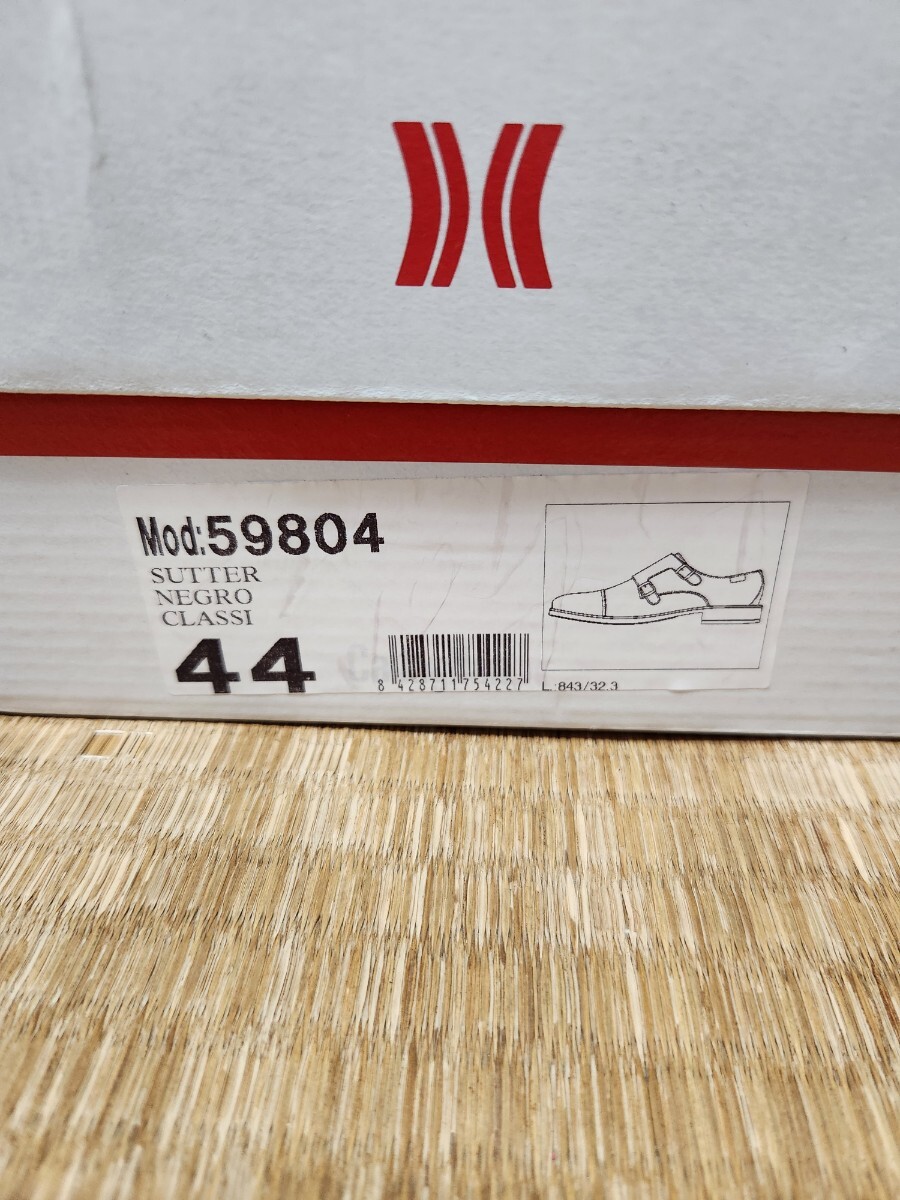 Mod:59804
SUTTER
NEGRO
CLASSI
44
8 428711 754227
L:843/32.3